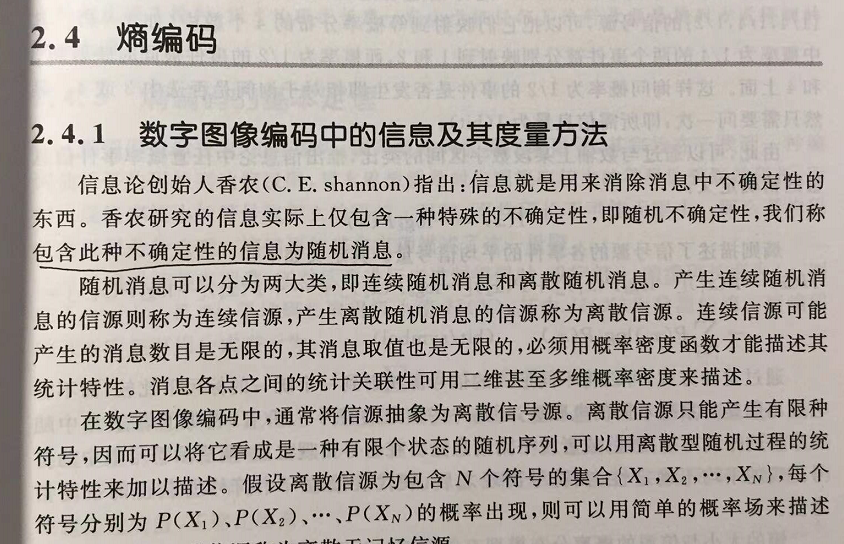 2.4 熵编码
2.4.1 数字图像编码中的信息及其度量方法
信息论创始人香农(C. E. shannon)指出:信息就是用来消除消息中不确定性的
东西。香农研究的信息实际上仅包含一种特殊的不确定性,即随机不确定性,我们称
包含此种不确定性的信息为随机消息。
随机消息可以分为两大类,即连续随机消息和离散随机消息。产生连续随机消
息的信源则称为连续信源,产生离散随机消息的信源称为离散信源。连续信源可能
产生的消息数目是无限的,其消息取值也是无限的,必须用概率密度函数才能描述其
统计特性。消息各点之间的统计关联性可用二维甚至多维概率密度来描述。
在数字图像编码中,通常将信源抽象为离散信号源。离散信源只能产生有限种
符号,因而可以将它看成是一种有限个状态的随机序列,可以用离散型随机过程的统
计特性来加以描述。假设离散信源为包含 N 个符号的集合{X₁,X₂,…,X_N},每个
符号分别为 P(X₁)、P(X₂)、…、P(X_N)的概率出现,则可以用简单的概率场来描述